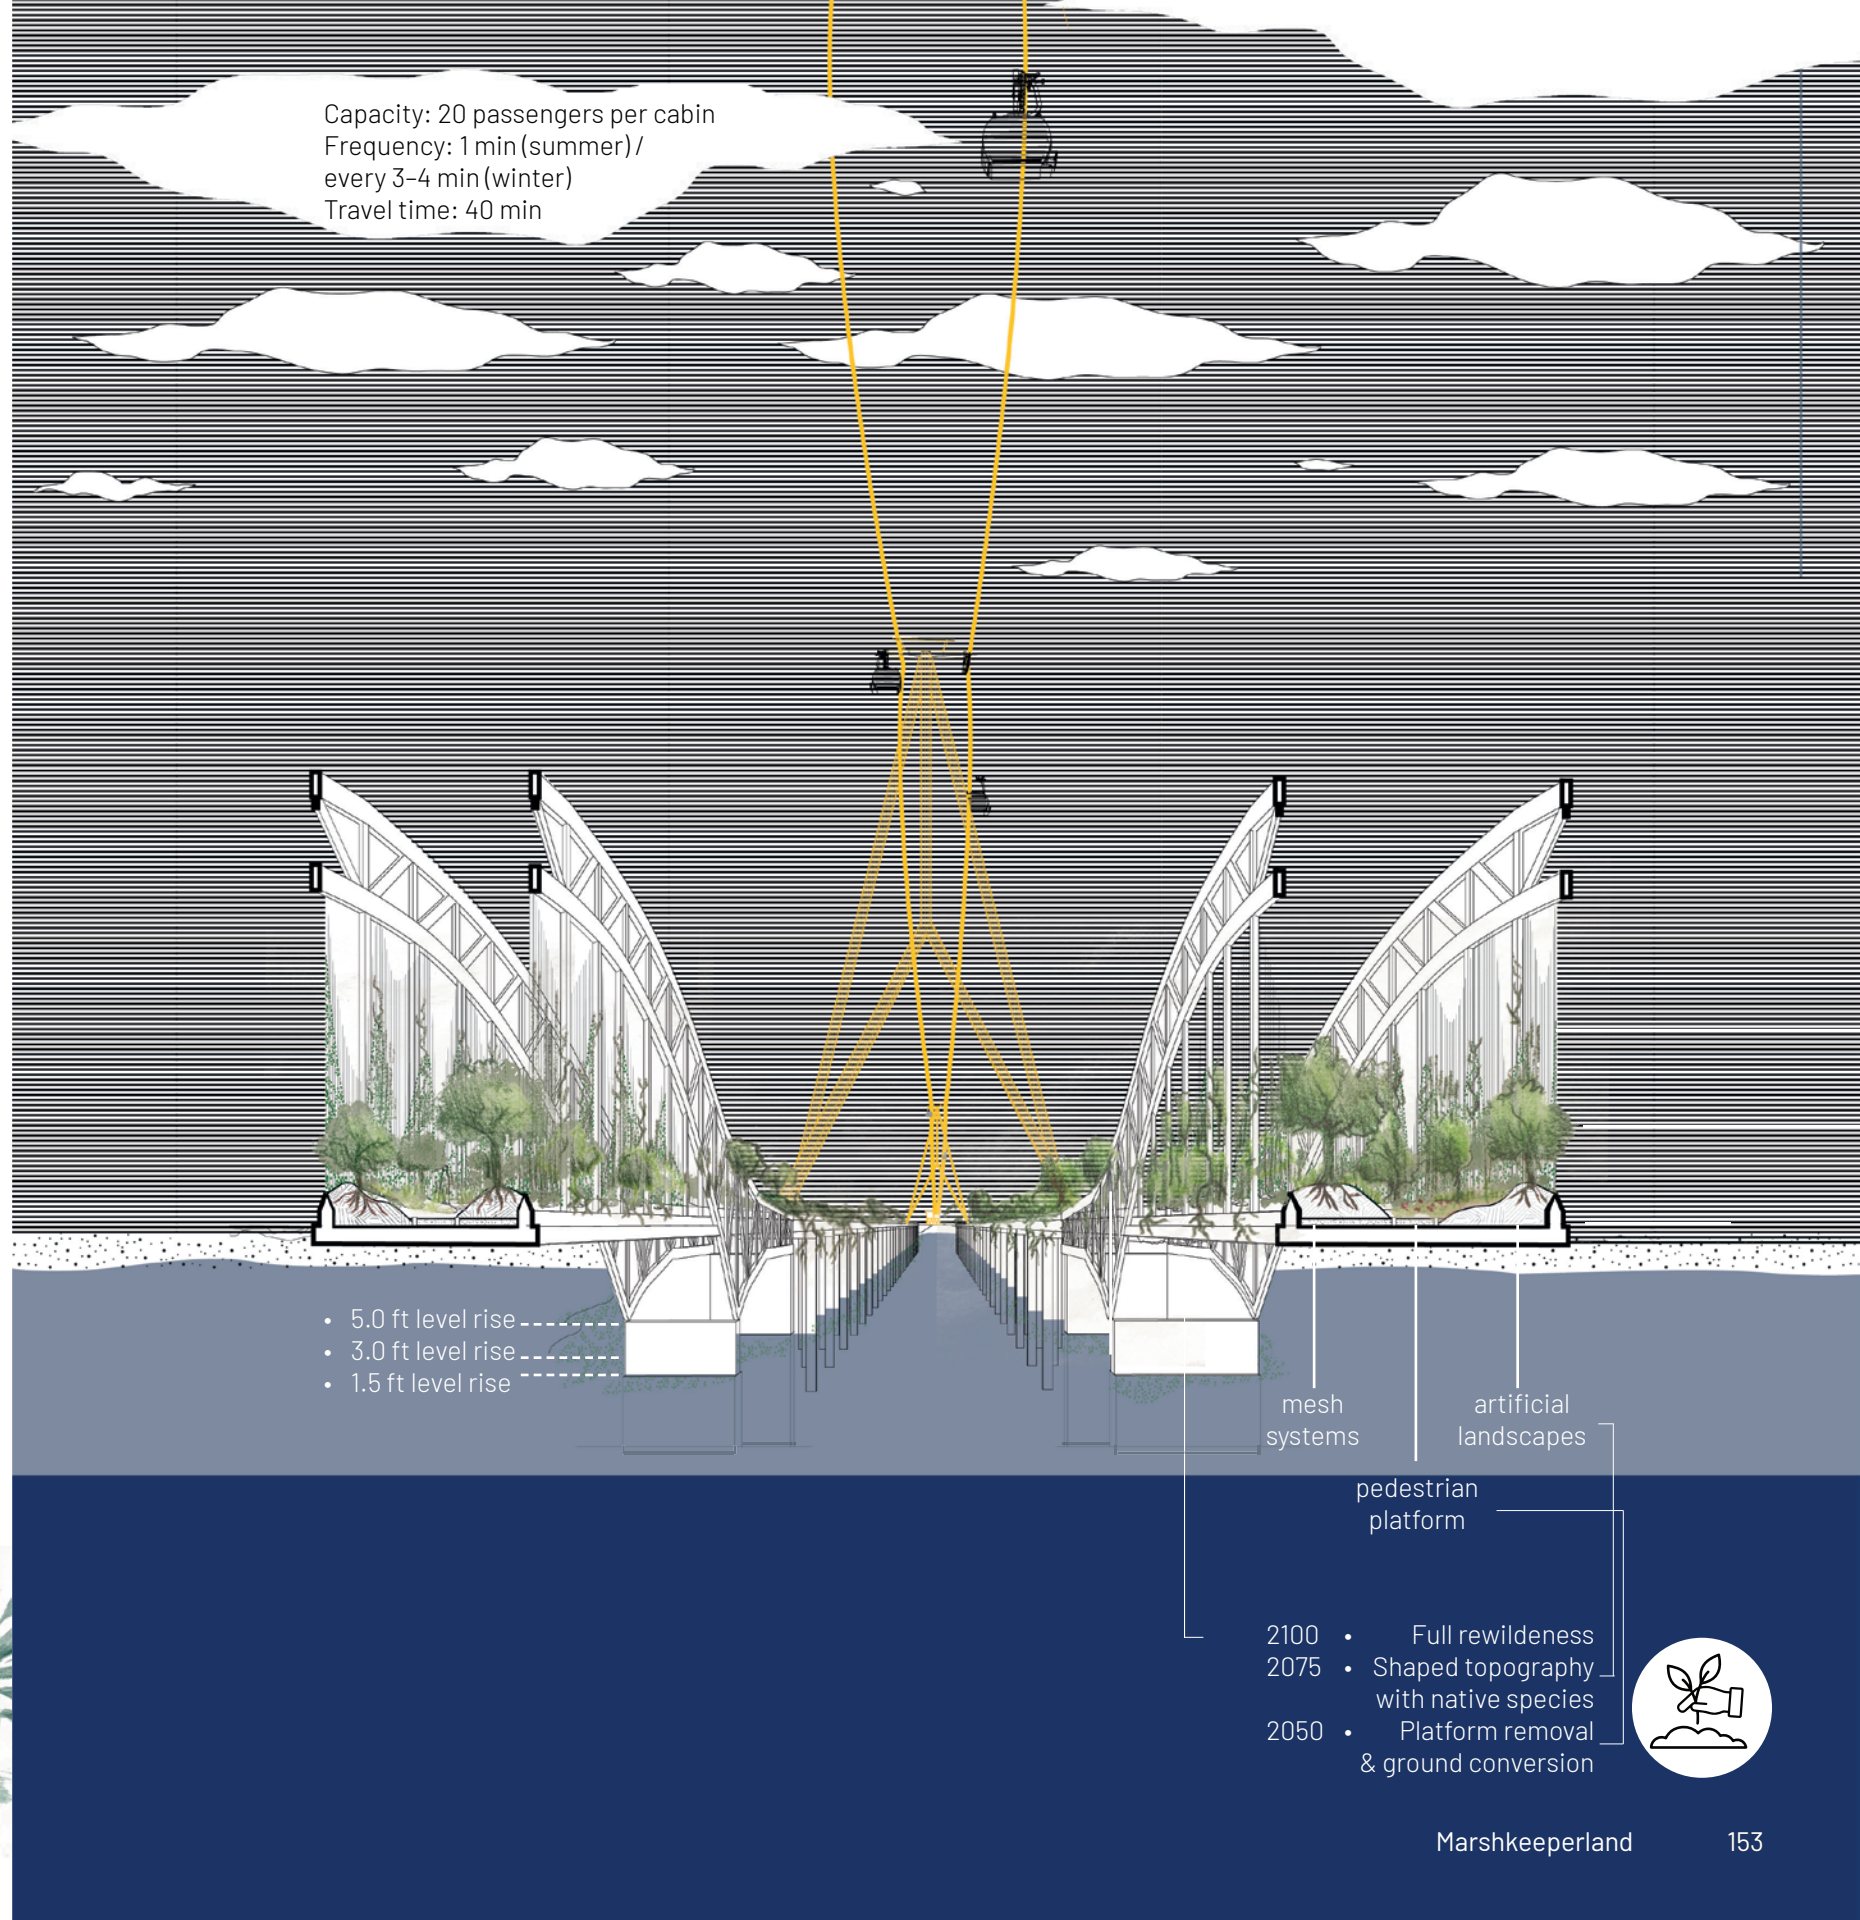 Capacity: 20 passengers per cabin
Frequency: 1 min (summer) /
every 3–4 min (winter)
Travel time: 40 min
• 5.0 ft level rise
• 3.0 ft level rise
• 1.5 ft level rise
mesh
systems
artificial
landscapes
pedestrian
platform
2100 • Full rewildeness
2075 • Shaped topography
with native species
2050 • Platform removal
& ground conversion
Marshkeeperland 153